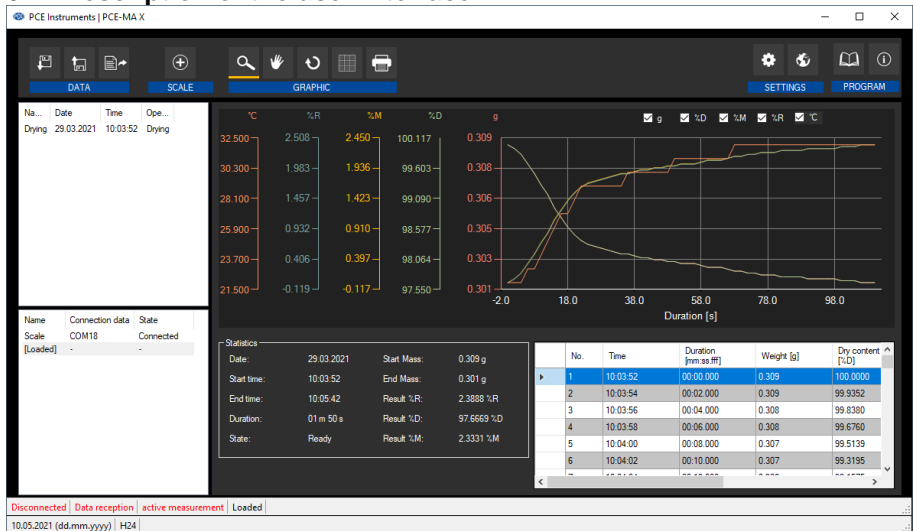 PCE Instruments | PCE-MA X
DATA
SCALE
GRAPHIC
SETTINGS
PROGRAM
Na... Date Time Ope...
Drying 29.03.2021 10:03:52 Drying
°C %R %M %D g
g %D %M %R °C
32.500 2.508 2.450 100.117 0.309
30.300 1.983 1.936 99.603 0.308
28.100 1.457 1.423 99.090 0.306
25.900 0.932 0.910 98.577 0.305
23.700 0.406 0.397 98.064 0.303
21.500 -0.119 -0.117 97.550 0.301
-2.0 18.0 38.0 58.0 78.0 98.0
Duration [s]
Name Connection data State
Scale COM18 Connected
[Loaded] - -
Statistics
Date: 29.03.2021 Start Mass: 0.309 g
Start time: 10:03:52 End Mass: 0.301 g
End time: 10:05:42 Result %R: 2.3888 %R
Duration: 01 m 50 s Result %D: 97.6669 %D
State: Ready Result %M: 2.3331 %M
No. Time Duration [mm:ss.fff] Weight [g] Dry content [%D]
1 10:03:52 00:00.000 0.309 100.0000
2 10:03:54 00:02.000 0.309 99.9352
3 10:03:56 00:04.000 0.308 99.8380
4 10:03:58 00:06.000 0.308 99.6760
5 10:04:00 00:08.000 0.307 99.5139
6 10:04:02 00:10.000 0.307 99.3195
Disconnected Data reception active measurement Loaded
10.05.2021 (dd.mm.yyyy) H24